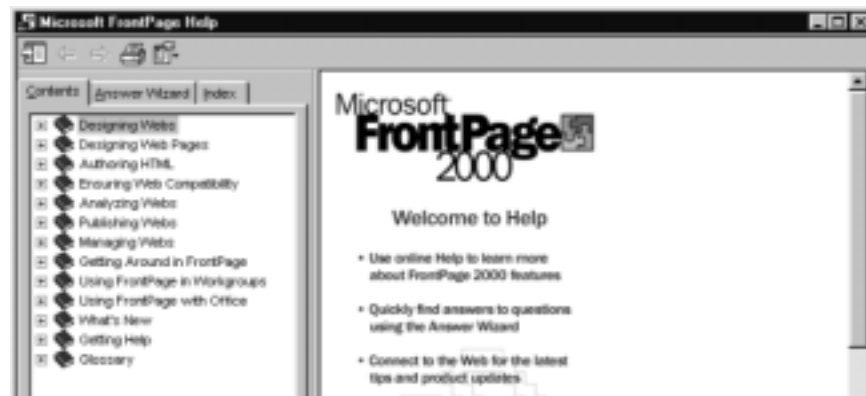 Microsoft FrontPage Help
Contents Answer Wizard Index
Designing Webs
Designing Web Pages
Authoring HTML
Ensuring Web Compatibility
Analyzing Webs
Publishing Webs
Managing Webs
Getting Around in FrontPage
Using FrontPage in Workgroups
Using FrontPage with Office
What's New
Getting Help
Glossary
Microsoft
FrontPage
2000
Welcome to Help
• Use online Help to learn more
about FrontPage 2000 features
• Quickly find answers to questions
using the Answer Wizard
• Connect to the Web for the latest
tips and product updates